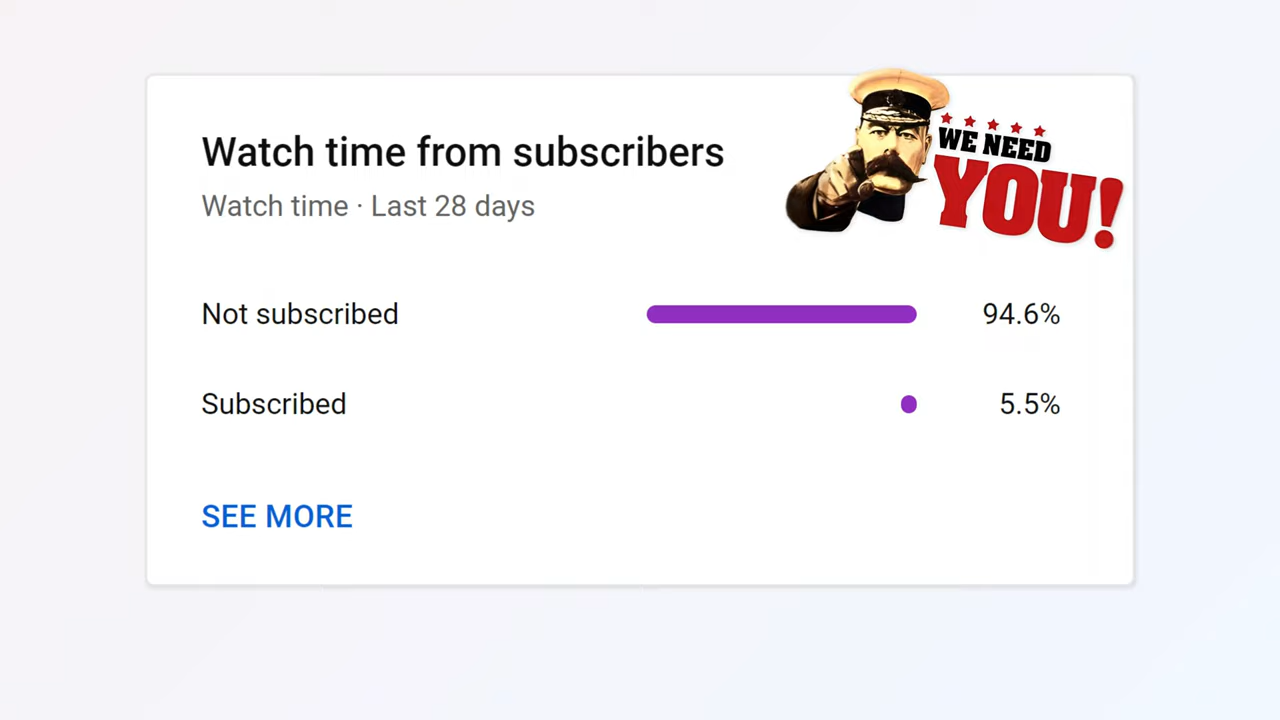 Watch time from subscribers
Watch time · Last 28 days
WE NEED
YOU!
Not subscribed 94.6%
Subscribed 5.5%
SEE MORE